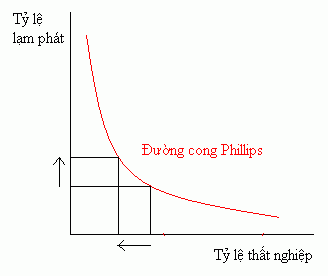 Tỷ lệ
lạm phát
Đường cong Phillips
Tỷ lệ thất nghiệp